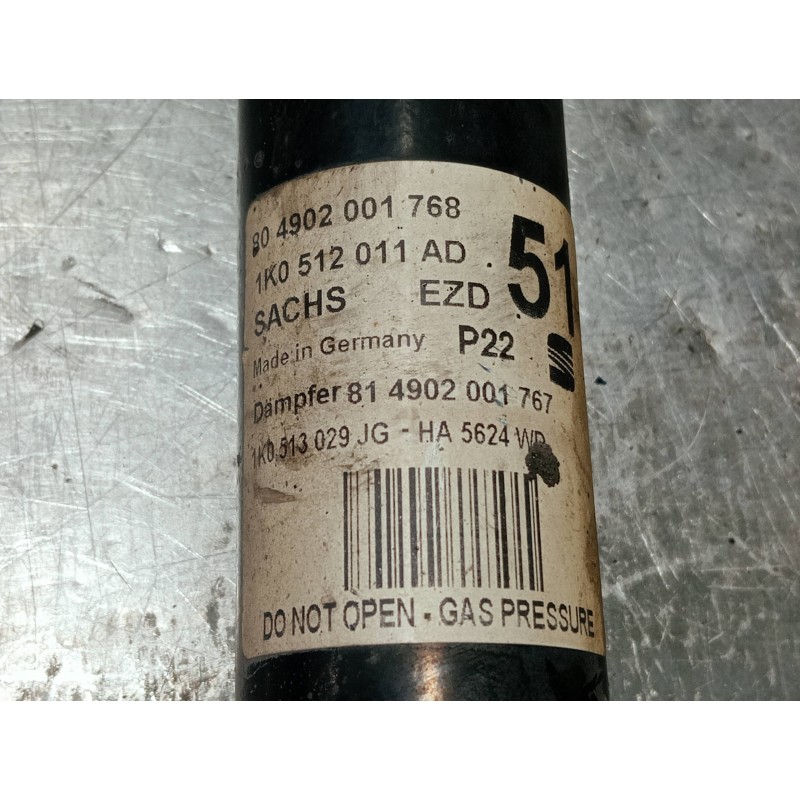 80 4902 001 768
1K0 512 011 AD
51
SACHS EZD
Made in Germany P22
Dämpfer 81 4902 001 767
1K0 513 029 JG - HA 5624
DO NOT OPEN - GAS PRESSURE